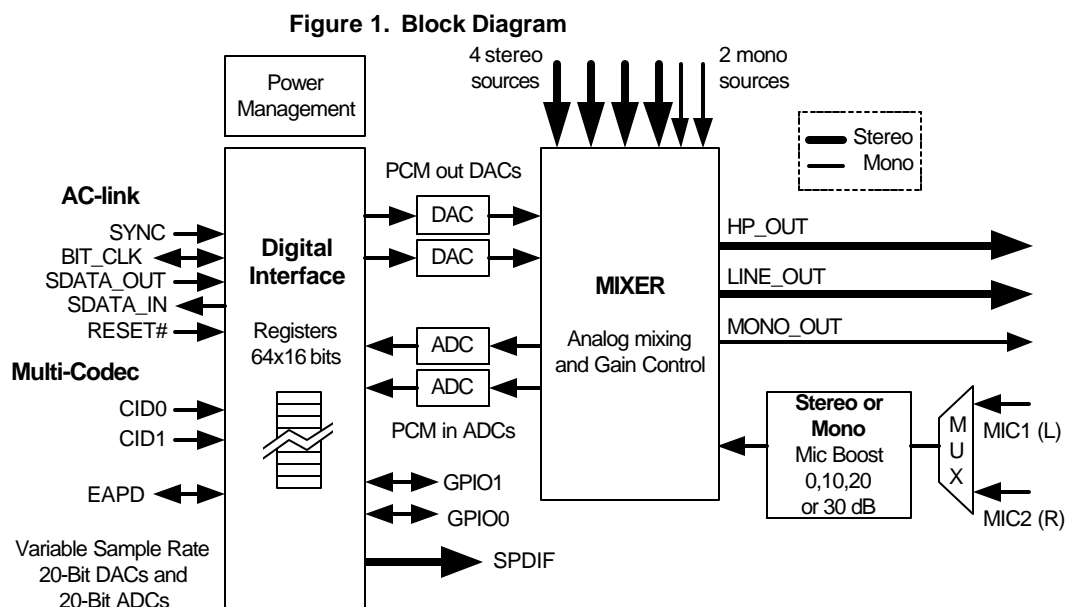 Figure 1. Block Diagram
Power
Management
4 stereo
sources
2 mono
sources
Stereo
Mono
AC-link
SYNC
BIT_CLK
SDATA_OUT
SDATA_IN
RESET#
Multi-Codec
CID0
CID1
EAPD
Variable Sample Rate
20-Bit DACs and
20-Bit ADCs
Digital
Interface
Registers
64x16 bits
PCM out DACs
DAC
DAC
ADC
ADC
PCM in ADCs
GPIO1
GPIO0
SPDIF
MIXER
Analog mixing
and Gain Control
HP_OUT
LINE_OUT
MONO_OUT
Stereo or
Mono
Mic Boost
0,10,20
or 30 dB
MUX
MIC1 (L)
MIC2 (R)